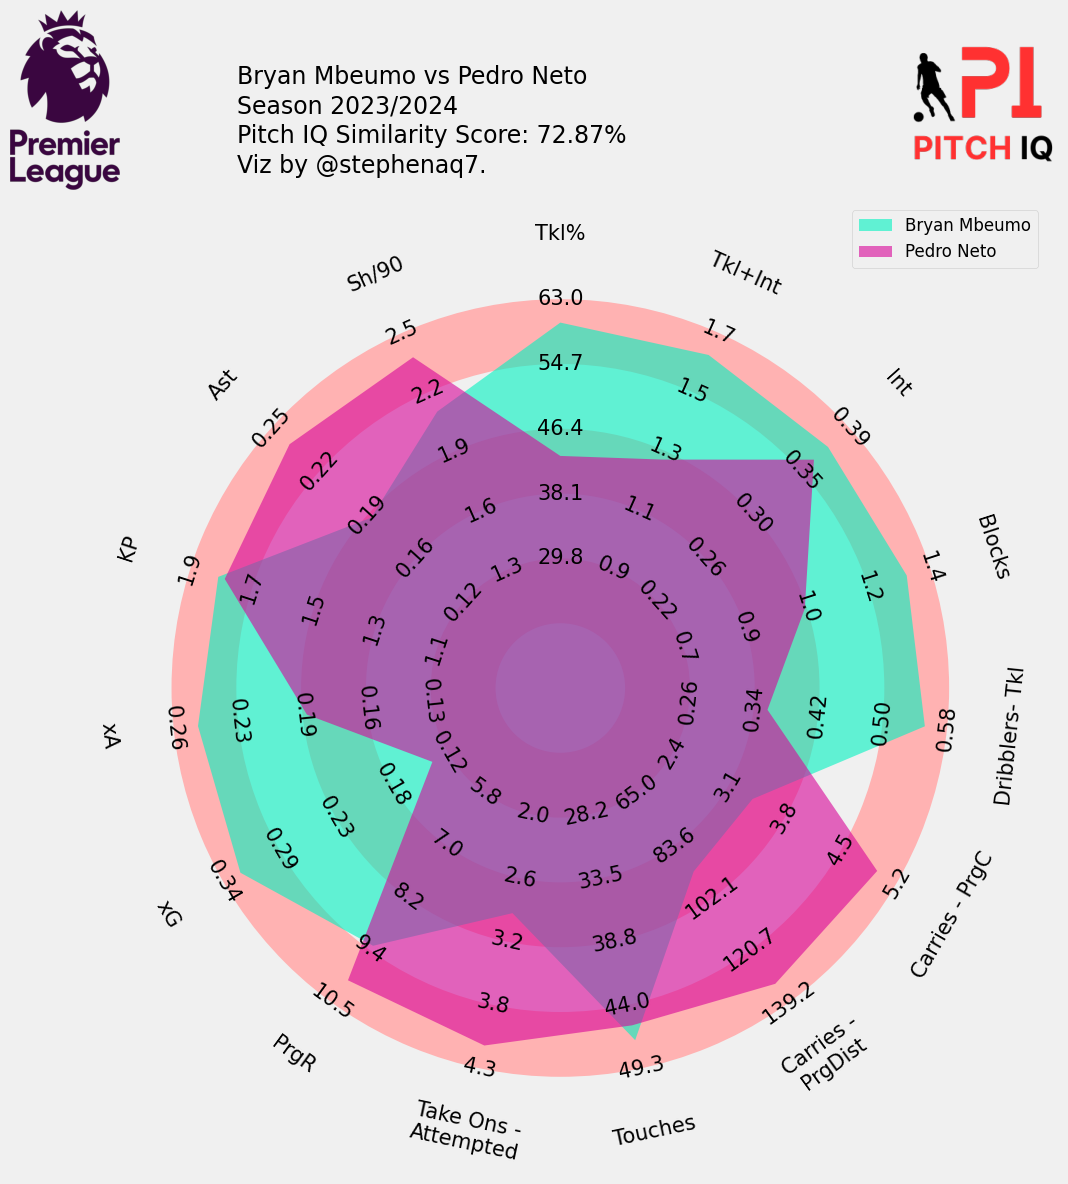 Premier
League
Bryan Mbeumo vs Pedro Neto
Season 2023/2024
Pitch IQ Similarity Score: 72.87%
Viz by @stephenaq7.
PI
PITCH IQ
Bryan Mbeumo
Pedro Neto
Tkl%
63.0
54.7
46.4
38.1
29.8
Tkl+Int
1.7
1.5
1.3
1.1
0.9
Int
0.39
0.35
0.30
0.26
0.22
Blocks
1.4
1.2
1.0
0.9
0.7
Dribblers- Tkl
0.58
0.50
0.42
0.34
0.26
Carries - PrgC
5.2
4.5
3.8
3.1
2.4
Carries -
PrgDist
139.2
120.7
102.1
83.6
65.0
Touches
49.3
44.0
38.8
33.5
28.2
Take Ons -
Attempted
4.3
3.8
3.2
2.6
2.0
PrgR
10.5
9.4
8.2
7.0
5.8
xG
0.34
0.29
0.23
0.18
0.12
xA
0.26
0.23
0.19
0.16
0.13
KP
1.9
1.7
1.5
1.3
1.1
Ast
0.25
0.22
0.19
0.16
0.12
Sh/90
2.5
2.2
1.9
1.6
1.3